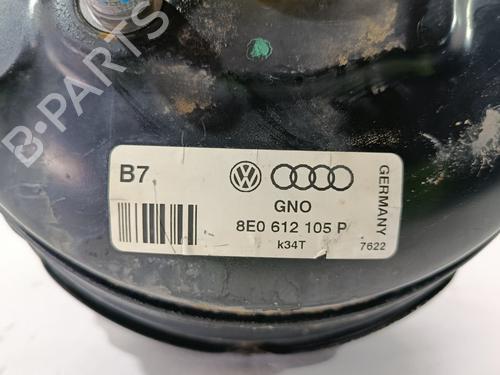 B-PARTS
B7
GNO
8E0 612 105 P
k34T
7622
GERMANY